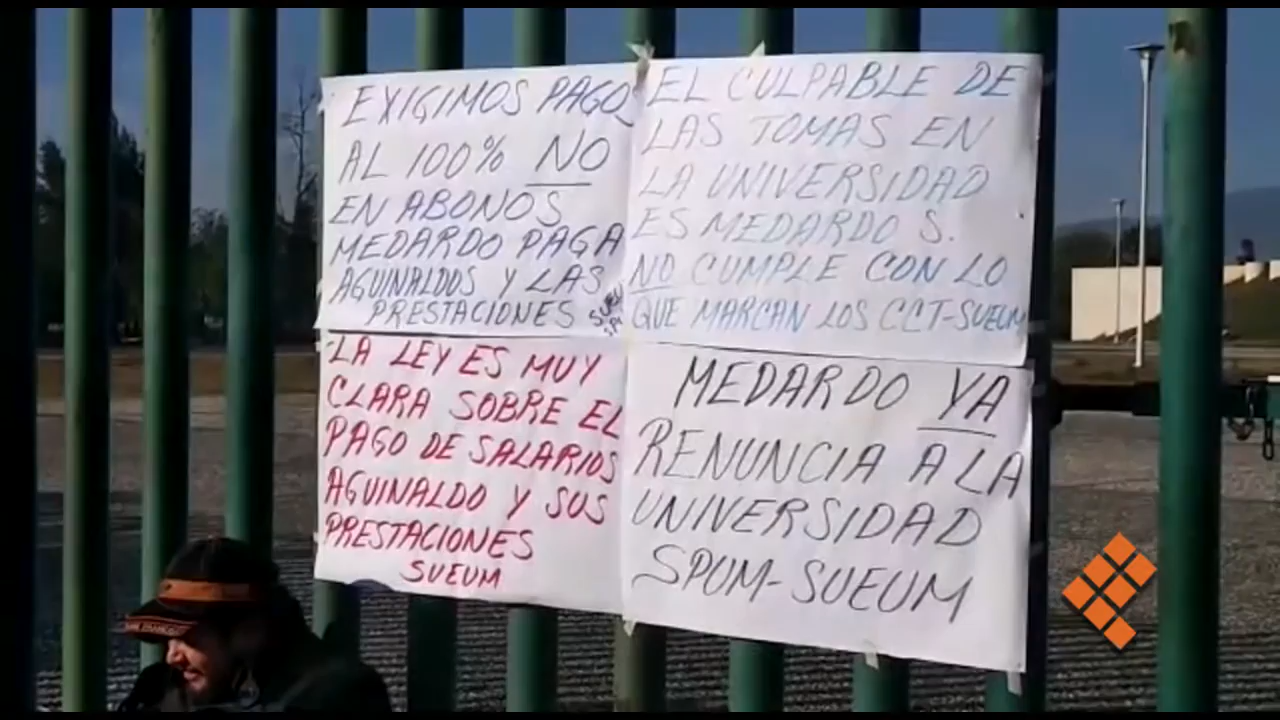 EXIGIMOS PAGOS
AL 100% NO
EN ABONOS
MEDARDO PAGA
AGUINALDOS Y LAS
PRESTACIONES
EL CULPABLE DE
LAS TOMAS EN
LA UNIVERSIDAD
ES MEDARDO S.
NO CUMPLE CON LO
QUE MARCAN LOS CCT-SUEUM
LA LEY ES MUY
CLARA SOBRE EL
PAGO DE SALARIOS
AGUINALDO Y SUS
PRESTACIONES
SUEUM
MEDARDO YA
RENUNCIA A LA
UNIVERSIDAD
SPUM-SUEUM